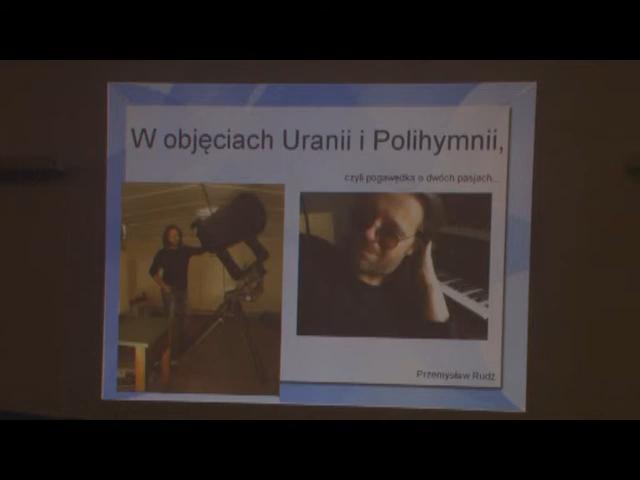 W objęciach Uranii i Polihymnii,
czyli pogawędka o dwóch pasjach...
Przemysław Rudź